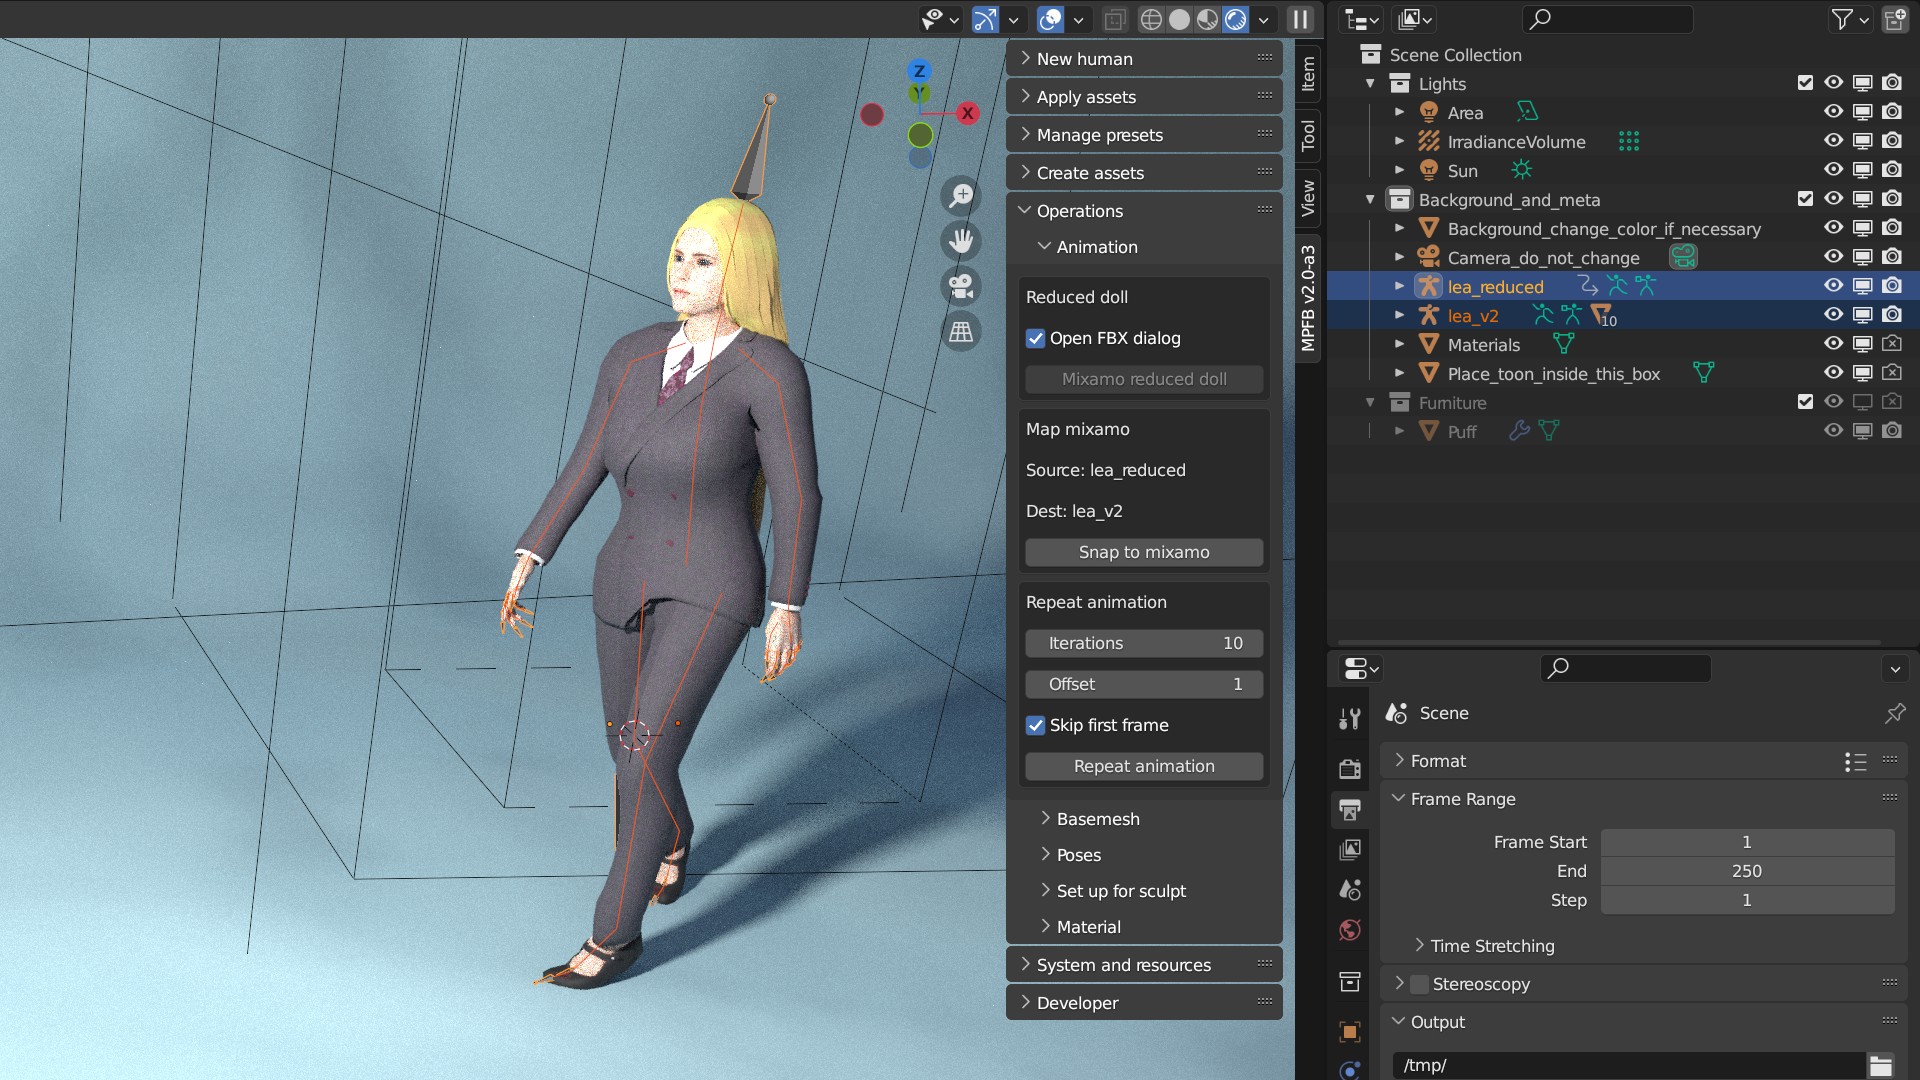 Z
Y
X
New human
Apply assets
Manage presets
Create assets
Operations
Animation
Reduced doll
Open FBX dialog
Mixamo reduced doll
Map mixamo
Source: lea_reduced
Dest: lea_v2
Snap to mixamo
Repeat animation
Iterations 10
Offset 1
Skip first frame
Repeat animation
Basemesh
Poses
Set up for sculpt
Material
System and resources
Developer
Item
Tool
View
MPFB v2.0-a3
Scene Collection
Lights
Area
IrradianceVolume
Sun
Background_and_meta
Background_change_color_if_necessary
Camera_do_not_change
lea_reduced
lea_v2 10
Materials
Place_toon_inside_this_box
Furniture
Puff
Scene
Format
Frame Range
Frame Start 1
End 250
Step 1
Time Stretching
Stereoscopy
Output
/tmp/